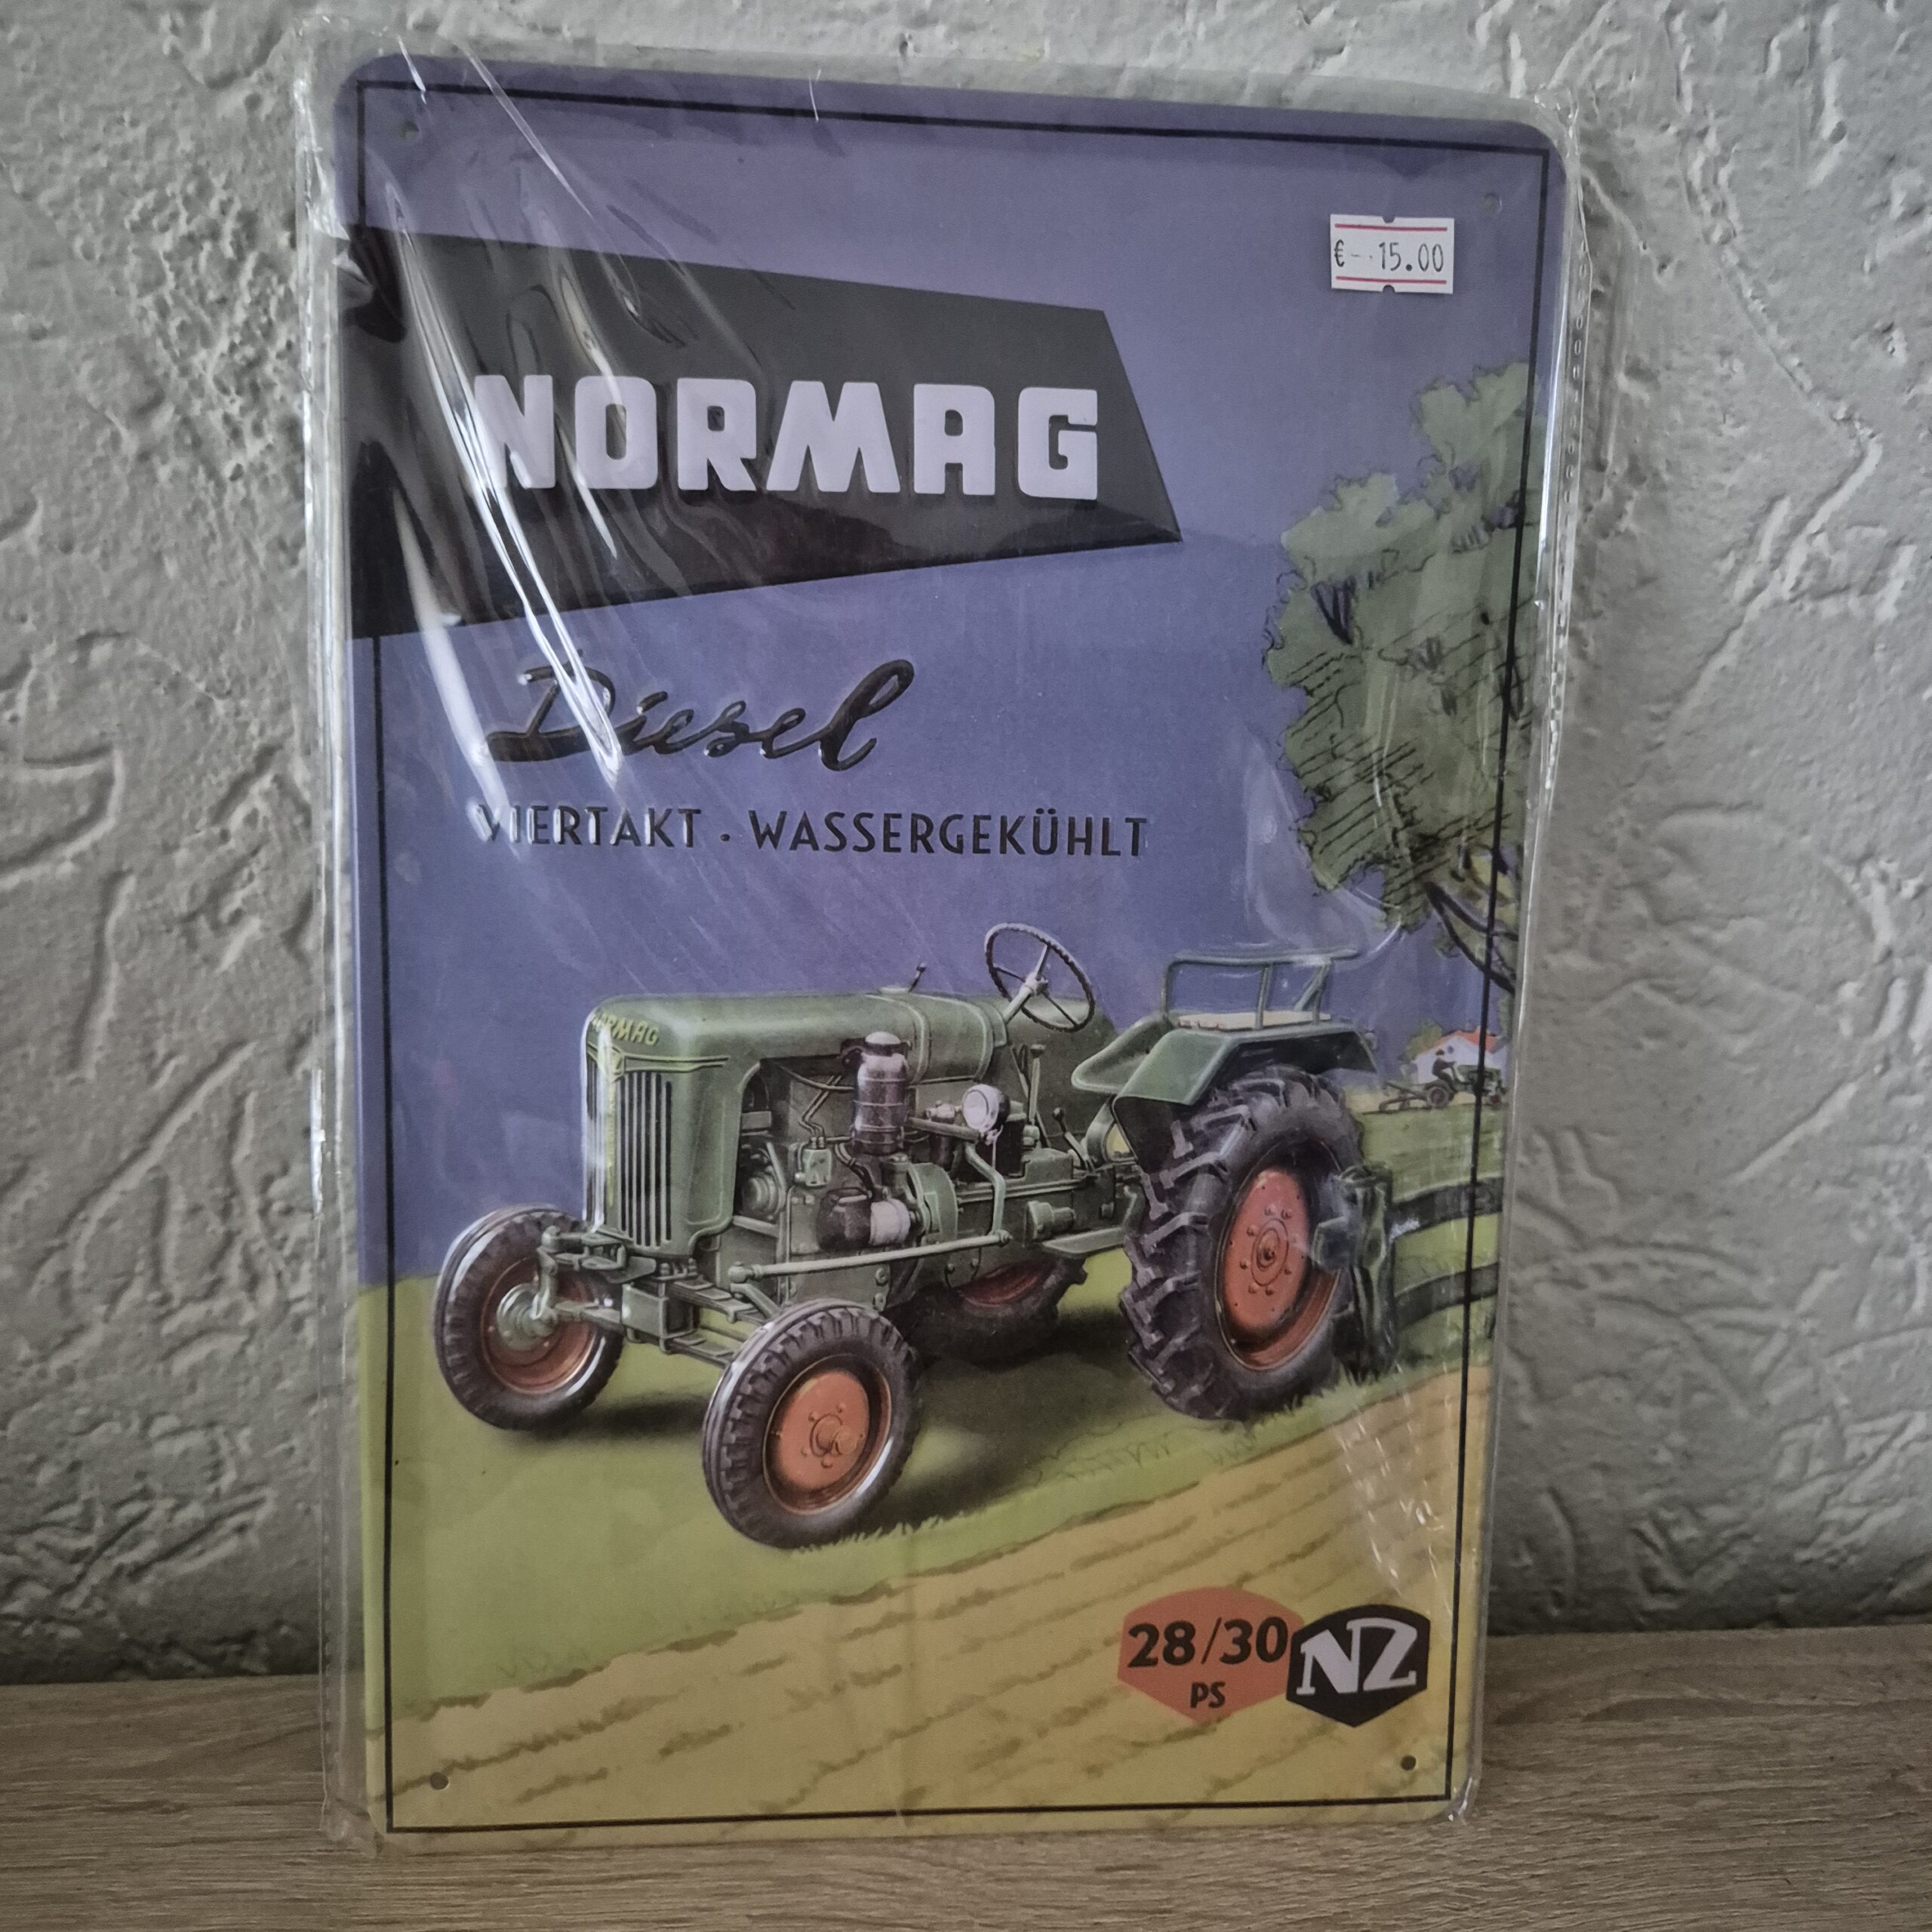 €--15.00
NORMAG
Diesel
VIERTAKT · WASSERGEKÜHLT
NORMAG
28/30
PS
NZ